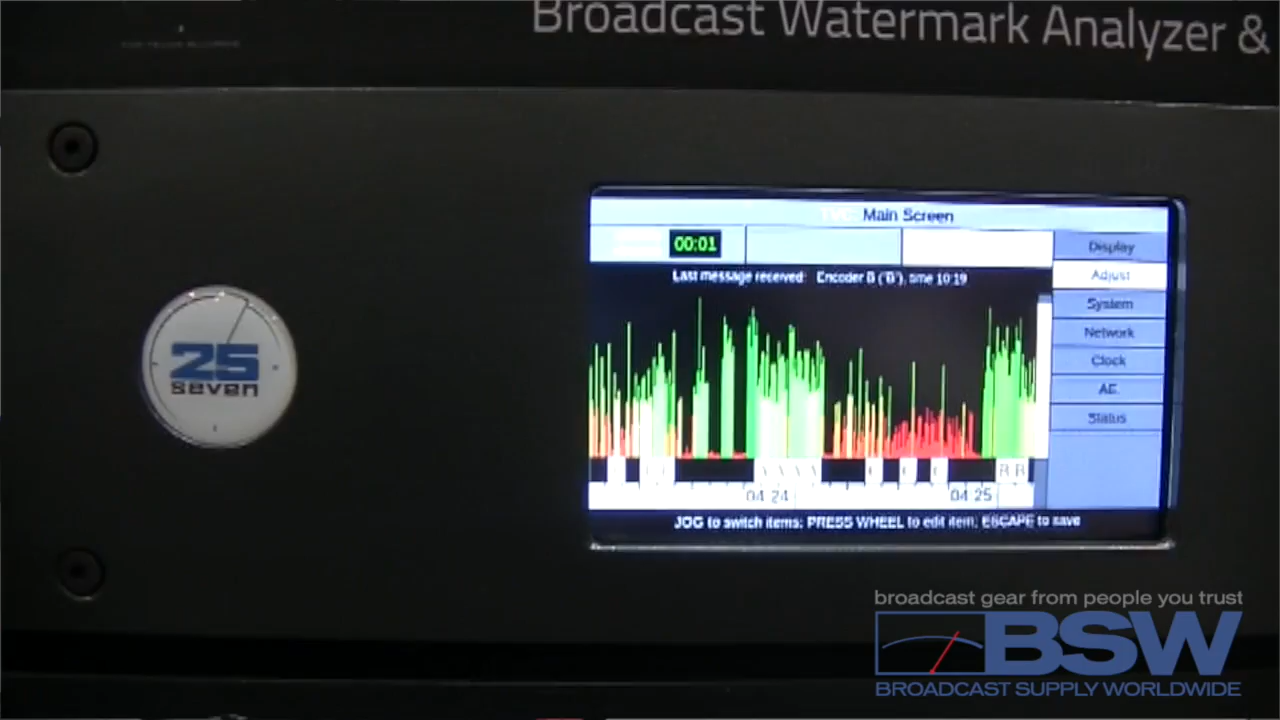 Broadcast Watermark Analyzer &
25
seven
Main Screen
00:01
Last message received: Encoder B ('B'), time 10:19
Display
Adjust
System
Network
Clock
AE
Status
A A A A
C C C
B B
04:24
04:25
JOG to switch items; PRESS WHEEL to edit item; ESCAPE to save
broadcast gear from people you trust
BSW
BROADCAST SUPPLY WORLDWIDE